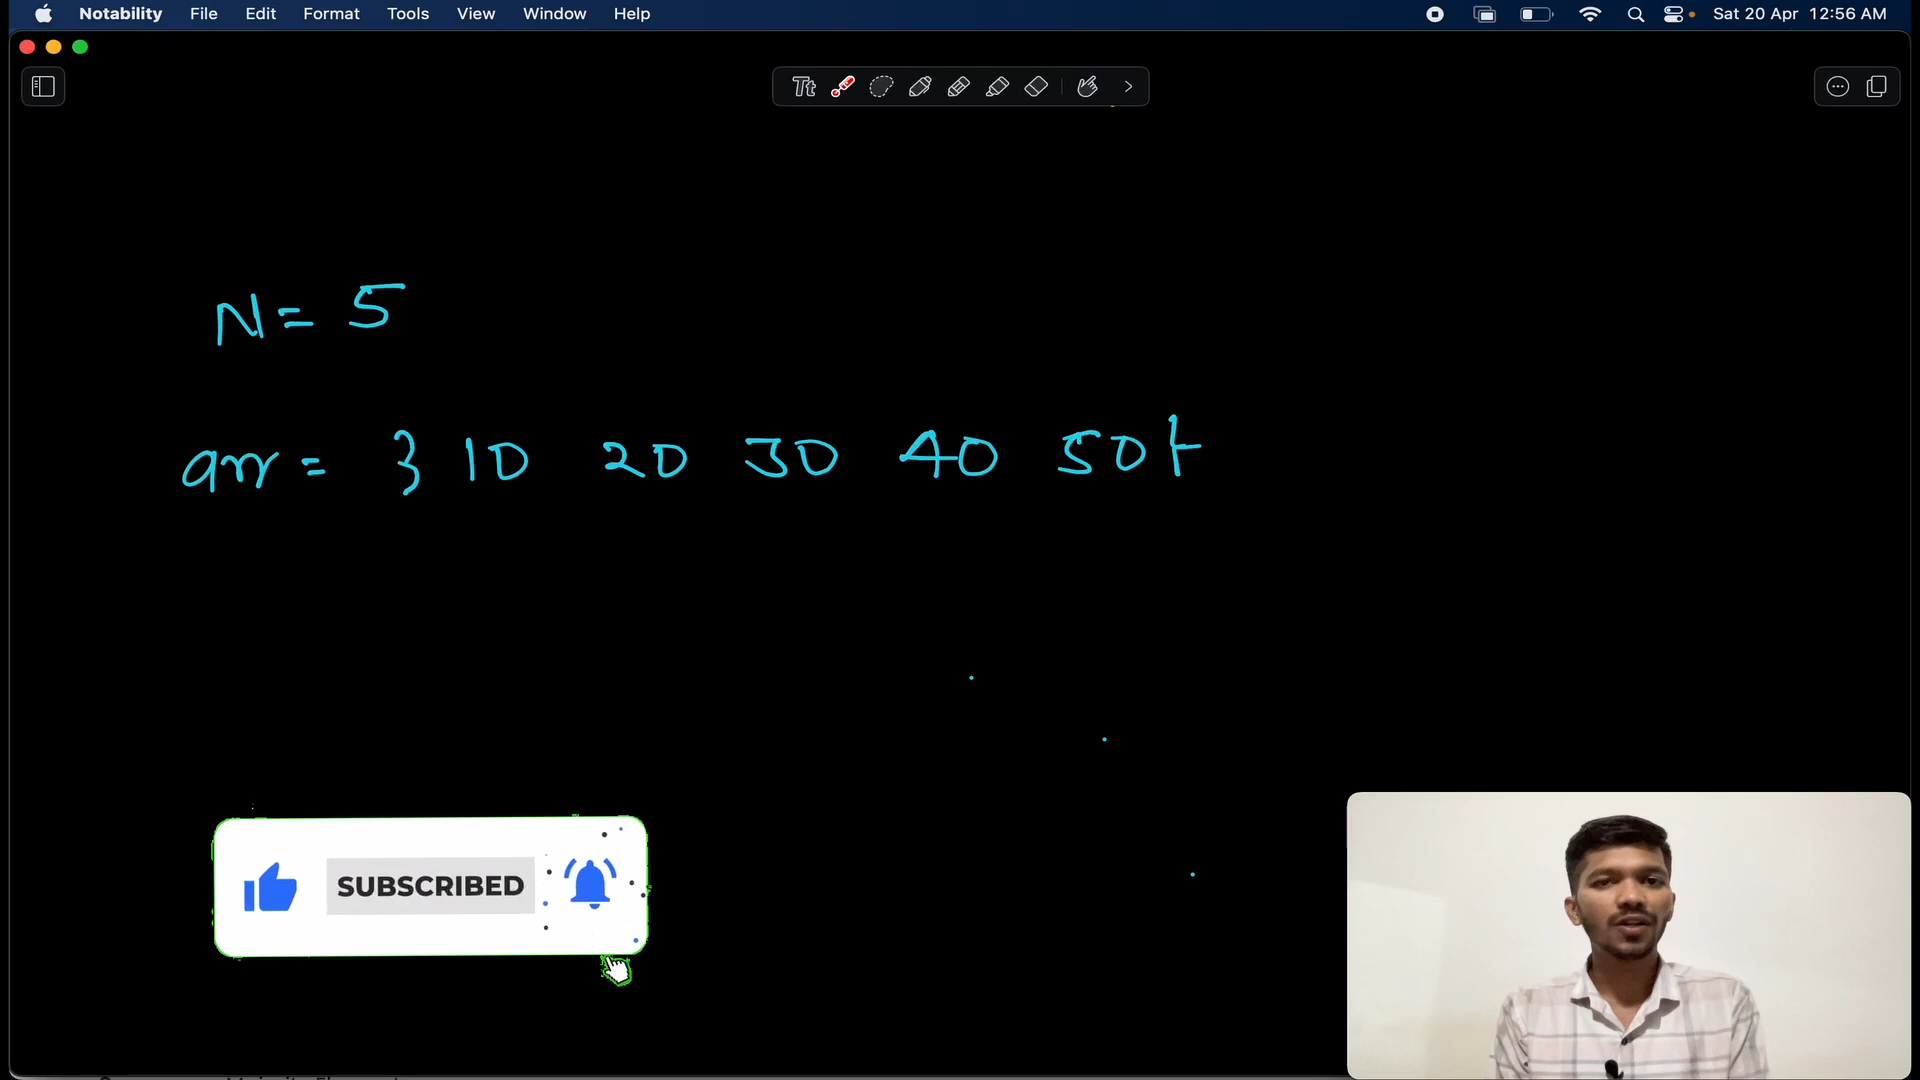 Notability File Edit Format Tools View Window Help Sat 20 Apr 12:56 AM
Tt
N = 5
arr = { 10 20 30 40 50 }
SUBSCRIBED